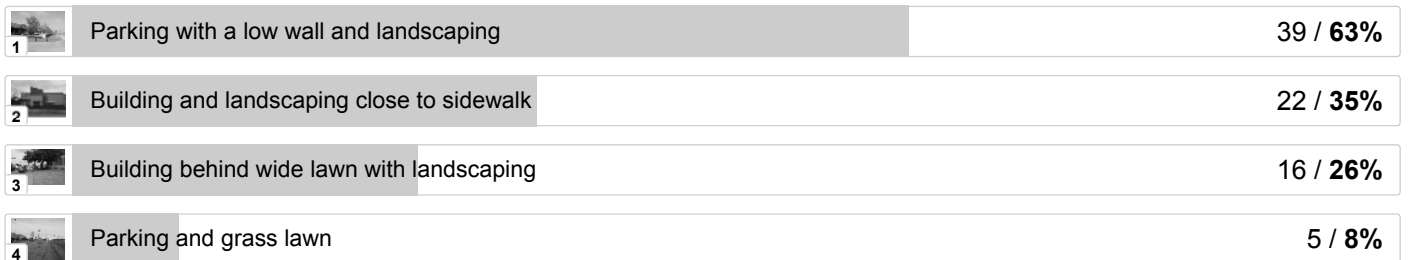 1 Parking with a low wall and landscaping 39 / 63%
2 Building and landscaping close to sidewalk 22 / 35%
3 Building behind wide lawn with landscaping 16 / 26%
4 Parking and grass lawn 5 / 8%